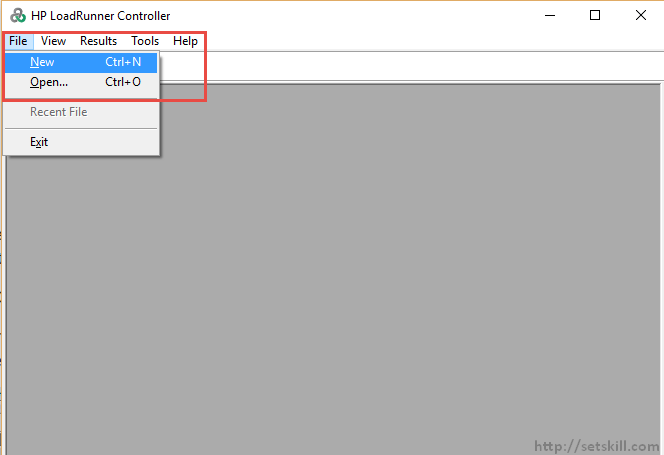 HP LoadRunner Controller
File View Results Tools Help
New Ctrl+N
Open... Ctrl+O
Recent File
Exit
http://setskill.com